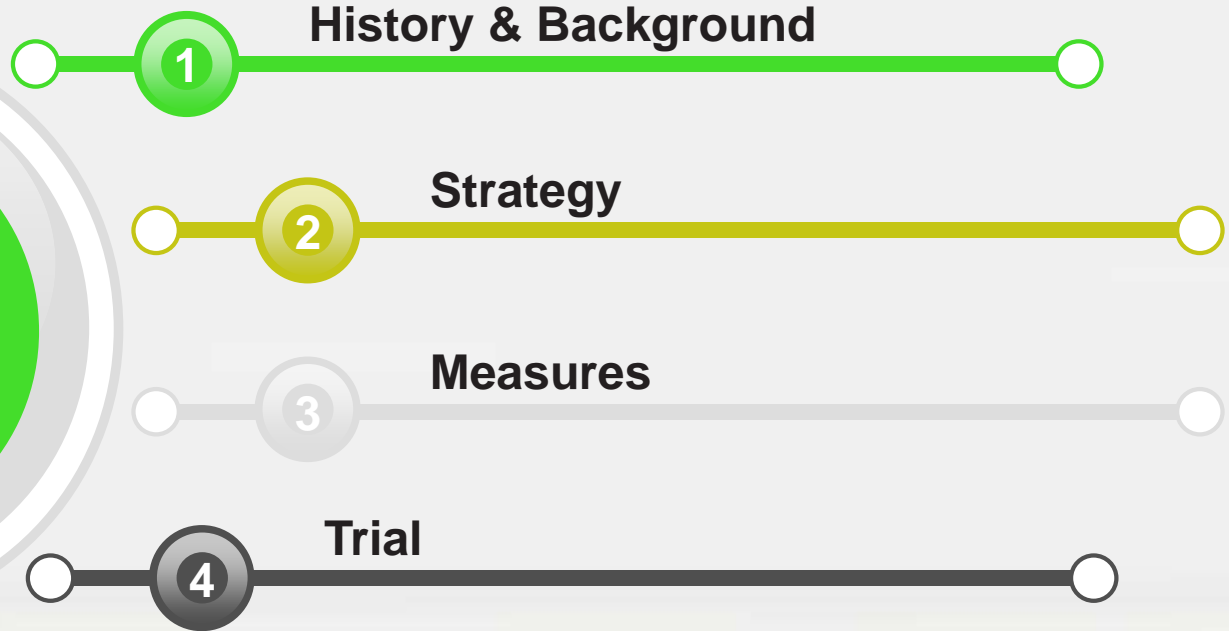 History & Background
1
Strategy
2
Measures
3
Trial
4